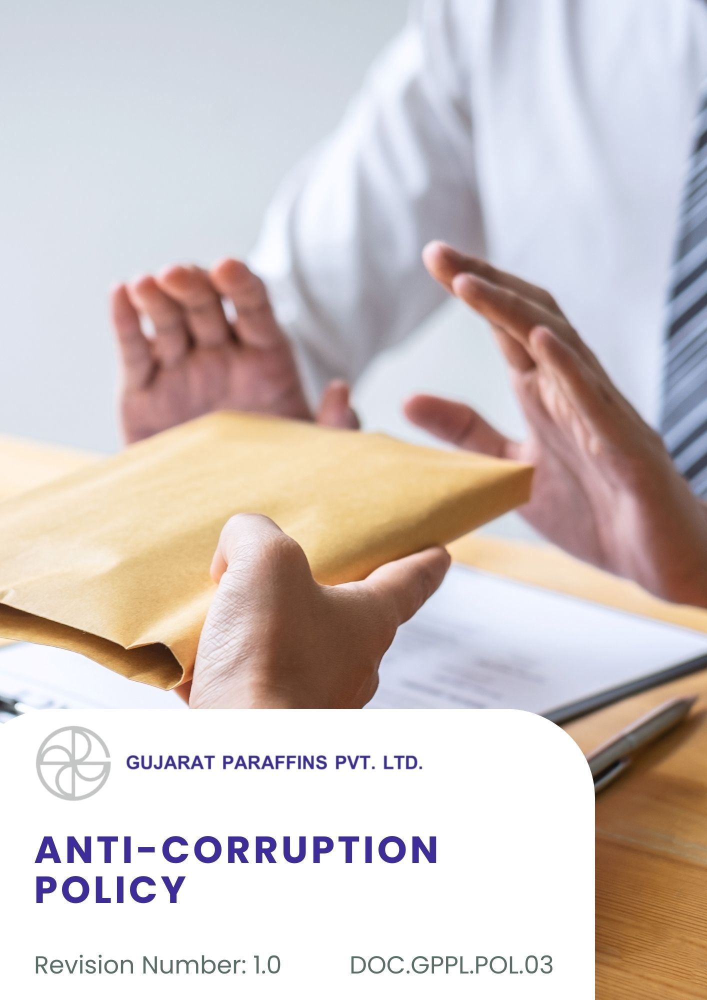 GUJARAT PARAFFINS PVT. LTD.
ANTI-CORRUPTION
POLICY
Revision Number: 1.0
DOC.GPPL.POL.03